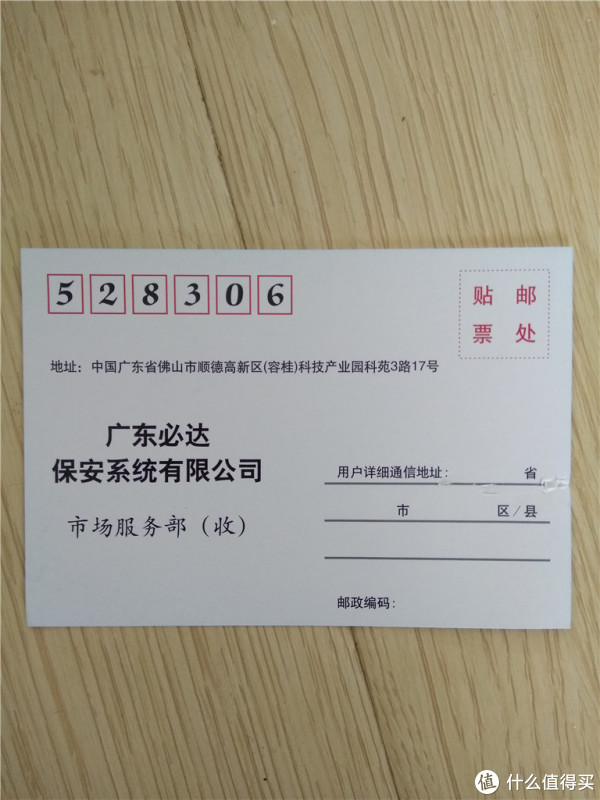 528306
贴 邮
票 处
地址：中国广东省佛山市顺德高新区(容桂)科技产业园科苑3路17号
广东必达
保安系统有限公司
市场服务部（收）
用户详细通信地址： 省
市 区/县
邮政编码：
值 什么值得买